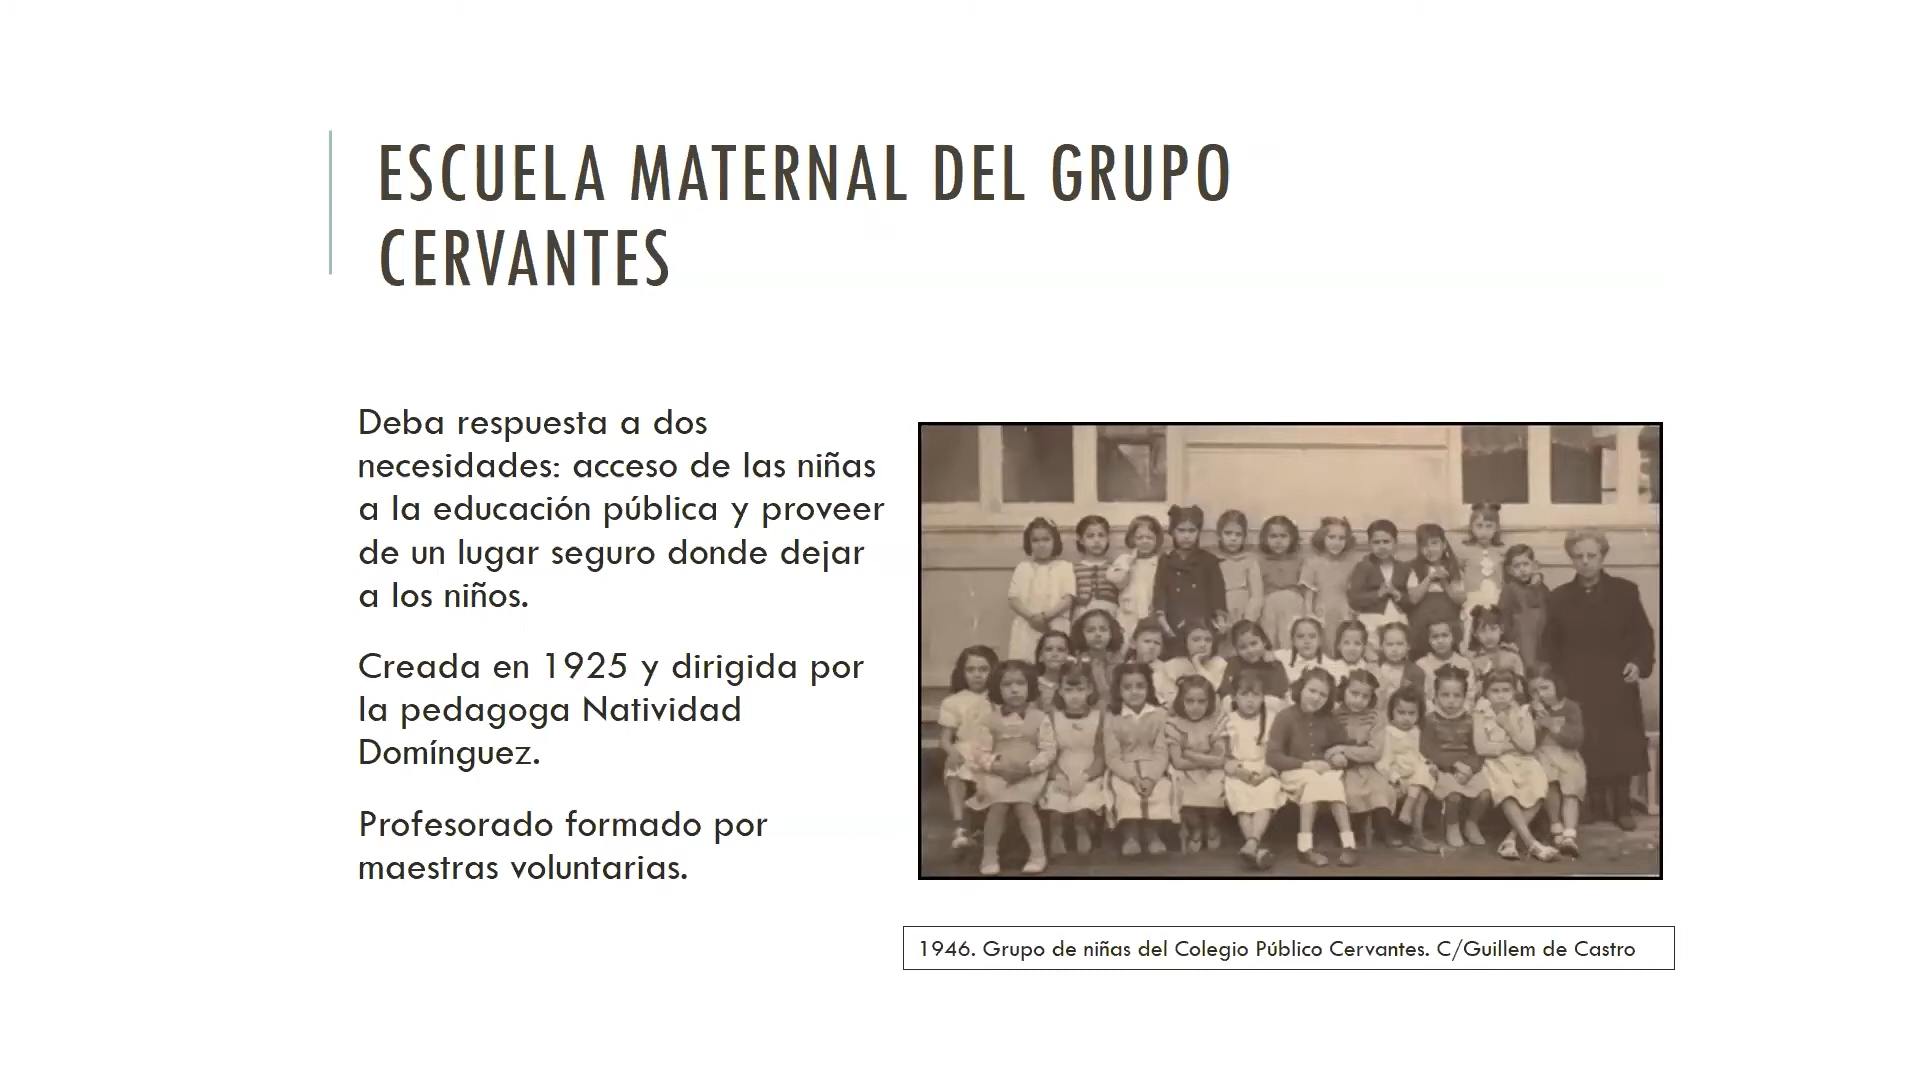 ESCUELA MATERNAL DEL GRUPO
CERVANTES
Deba respuesta a dos
necesidades: acceso de las niñas
a la educación pública y proveer
de un lugar seguro donde dejar
a los niños.
Creada en 1925 y dirigida por
la pedagoga Natividad
Domínguez.
Profesorado formado por
maestras voluntarias.
1946. Grupo de niñas del Colegio Público Cervantes. C/Guillem de Castro